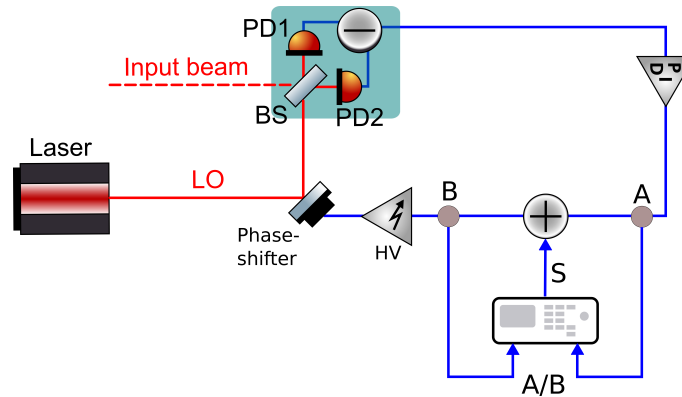 PD1
Input beam
BS
PD2
P I
D
Laser
LO
B
A
Phase-
shifter
HV
S
A/B